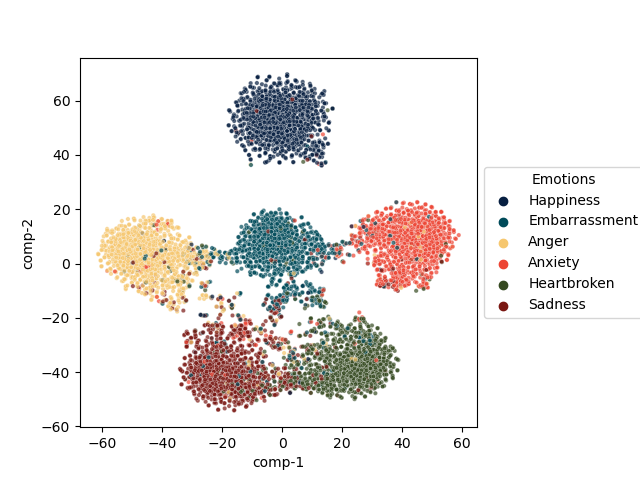 60
40
20
0
−20
−40
−60
−60
−40
−20
0
20
40
60
comp-1
comp-2
Emotions
Happiness
Embarrassment
Anger
Anxiety
Heartbroken
Sadness